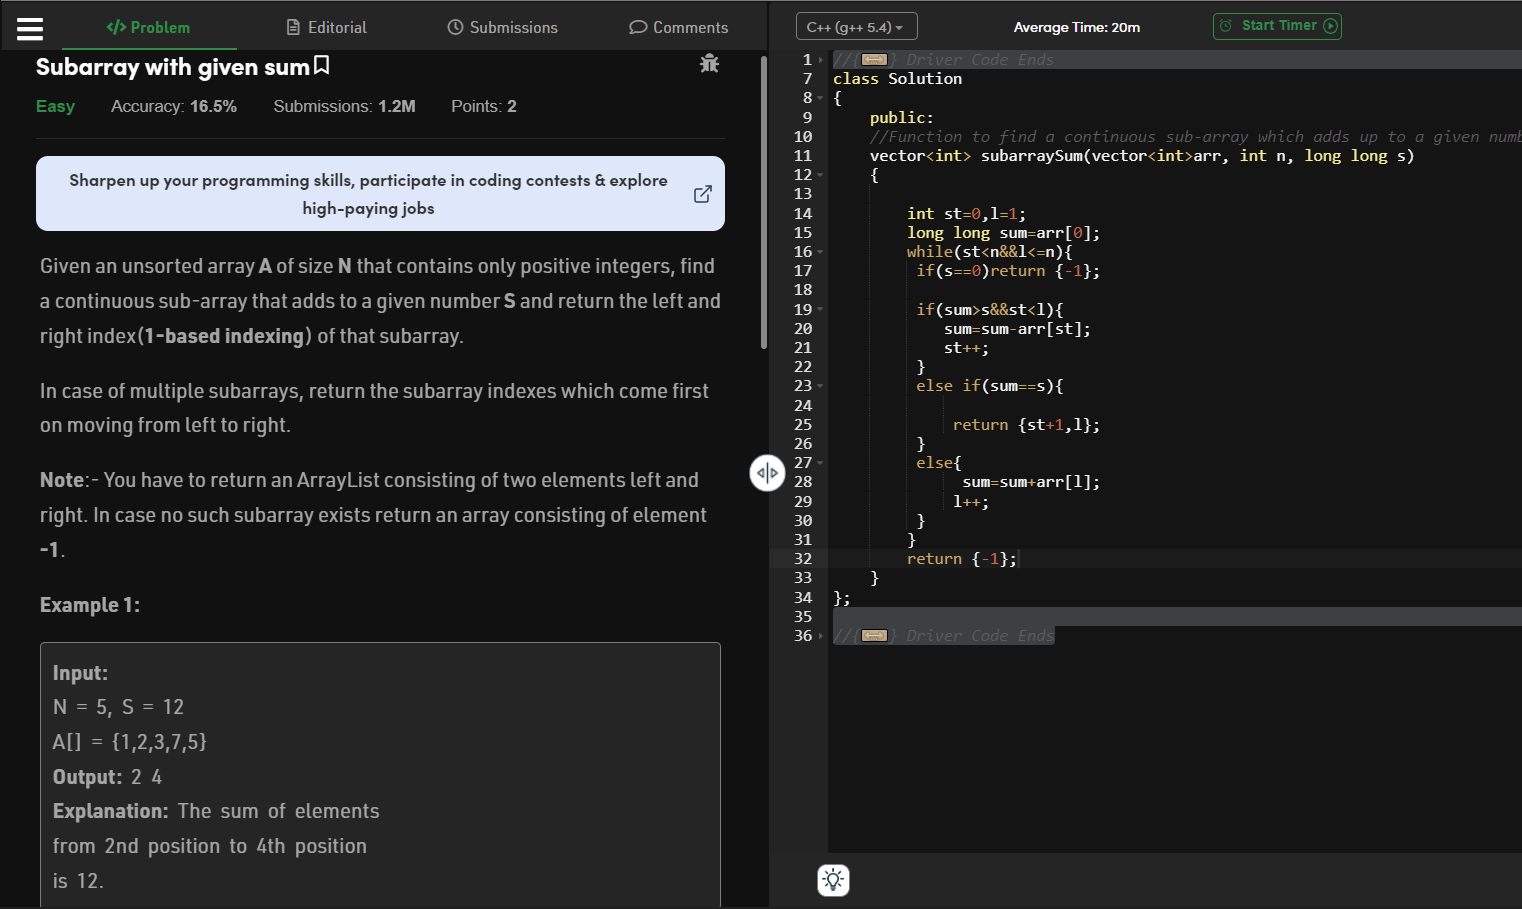 Problem
Editorial
Submissions
Comments
Subarray with given sum
Easy Accuracy: 16.5% Submissions: 1.2M Points: 2
Sharpen up your programming skills, participate in coding contests & explore
high-paying jobs
Given an unsorted array A of size N that contains only positive integers, find
a continuous sub-array that adds to a given number S and return the left and
right index(1-based indexing) of that subarray.
In case of multiple subarrays, return the subarray indexes which come first
on moving from left to right.
Note:- You have to return an ArrayList consisting of two elements left and
right. In case no such subarray exists return an array consisting of element
-1.
Example 1:
Input:
N = 5, S = 12
A[] = {1,2,3,7,5}
Output: 2 4
Explanation: The sum of elements
from 2nd position to 4th position
is 12.
C++ (g++ 5.4)
Average Time: 20m
Start Timer
1 //{ } Driver Code Ends
7 class Solution
8 {
9 public:
10 //Function to find a continuous sub-array which adds up to a given numb
11 vector<int> subarraySum(vector<int>arr, int n, long long s)
12 {
13
14 int st=0,l=1;
15 long long sum=arr[0];
16 while(st<n&&l<=n){
17 if(s==0)return {-1};
18
19 if(sum>s&&st<l){
20 sum=sum-arr[st];
21 st++;
22 }
23 else if(sum==s){
24
25 return {st+1,l};
26 }
27 else{
28 sum=sum+arr[l];
29 l++;
30 }
31 }
32 return {-1};
33 }
34 };
35
36 //{ } Driver Code Ends